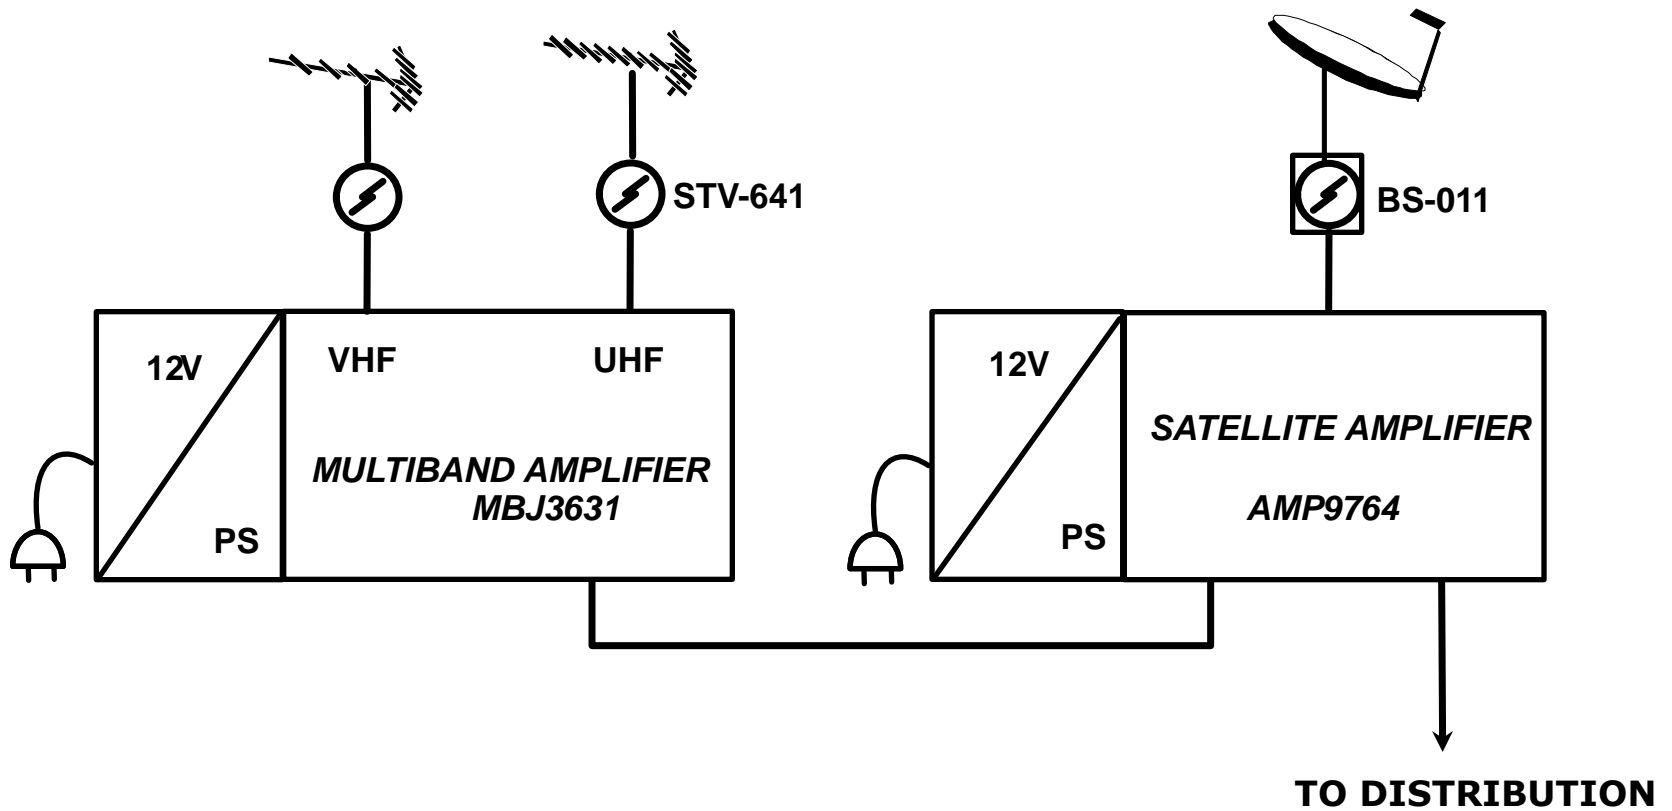 STV-641
BS-011
12V
VHF
UHF
MULTIBAND AMPLIFIER
MBJ3631
PS
12V
SATELLITE AMPLIFIER
AMP9764
PS
TO DISTRIBUTION